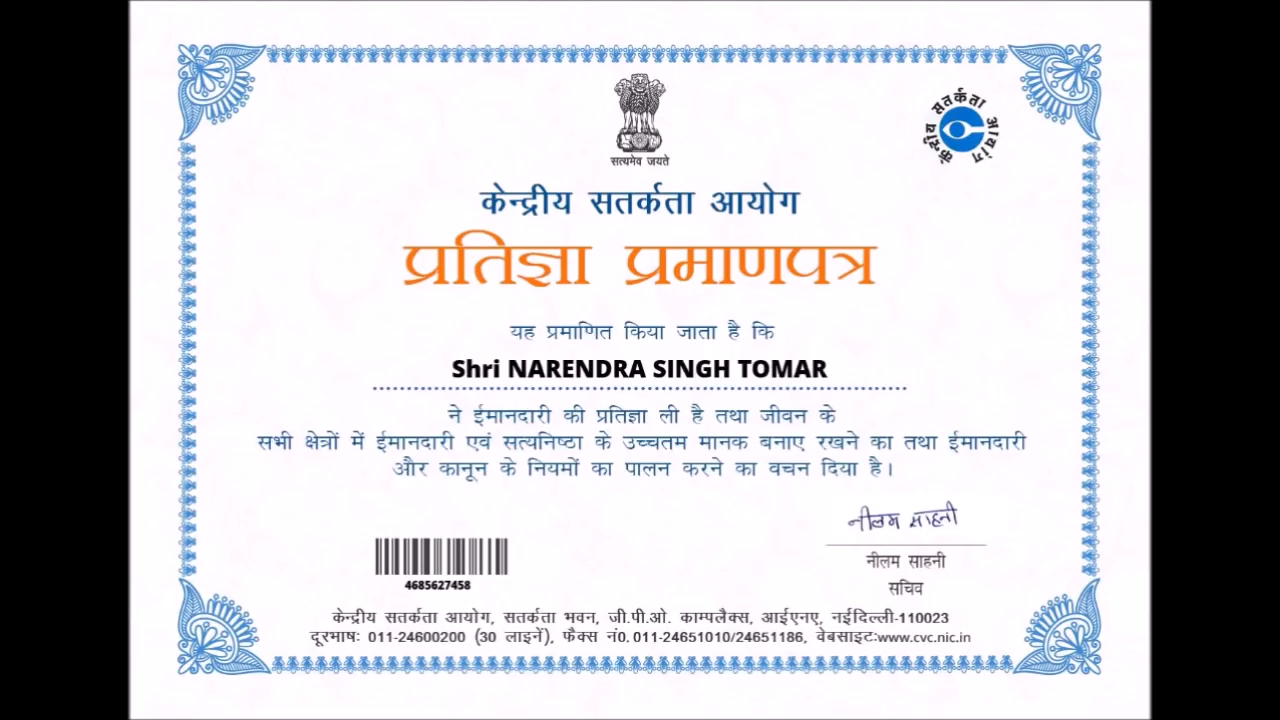 सत्यमेव जयते
केन्द्रीय सतर्कता आयोग
केन्द्रीय सतर्कता आयोग
प्रतिज्ञा प्रमाणपत्र
यह प्रमाणित किया जाता है कि
Shri NARENDRA SINGH TOMAR
ने ईमानदारी की प्रतिज्ञा ली है तथा जीवन के
सभी क्षेत्रों में ईमानदारी एवं सत्यनिष्ठा के उच्चतम मानक बनाए रखने का तथा ईमानदारी
और कानून के नियमों का पालन करने का वचन दिया है।
नीलम साहनी
नीलम साहनी
सचिव
4685627458
केन्द्रीय सतर्कता आयोग, सतर्कता भवन, जी.पी.ओ. काम्पलैक्स, आईएनए, नईदिल्ली-110023
दूरभाषः 011-24600200 (30 लाइनें), फैक्स नं0. 011-24651010/24651186, वेबसाइटःwww.cvc.nic.in